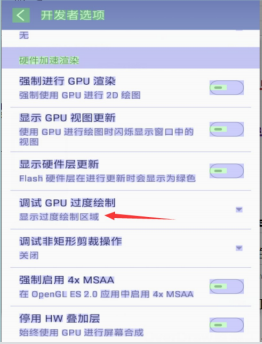 开发者选项
无
硬件加速渲染
强制进行 GPU 渲染
强制使用 GPU 进行 2D 绘图
显示 GPU 视图更新
使用 GPU 进行绘图时闪烁显示窗口中的
视图
显示硬件层更新
Flash 硬件层在进行更新时会显示为绿色
调试 GPU 过度绘制
显示过度绘制区域
调试非矩形剪裁操作
关闭
强制启用 4x MSAA
在 OpenGL ES 2.0 应用中启用 4x MSAA
停用 HW 叠加层
始终使用 GPU 进行屏幕合成